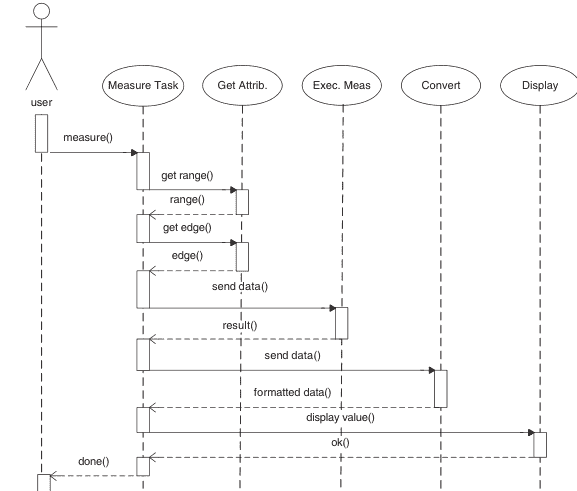 user
Measure Task
Get Attrib.
Exec. Meas
Convert
Display
measure()
get range()
range()
get edge()
edge()
send data()
result()
send data()
formatted data()
display value()
ok()
done()